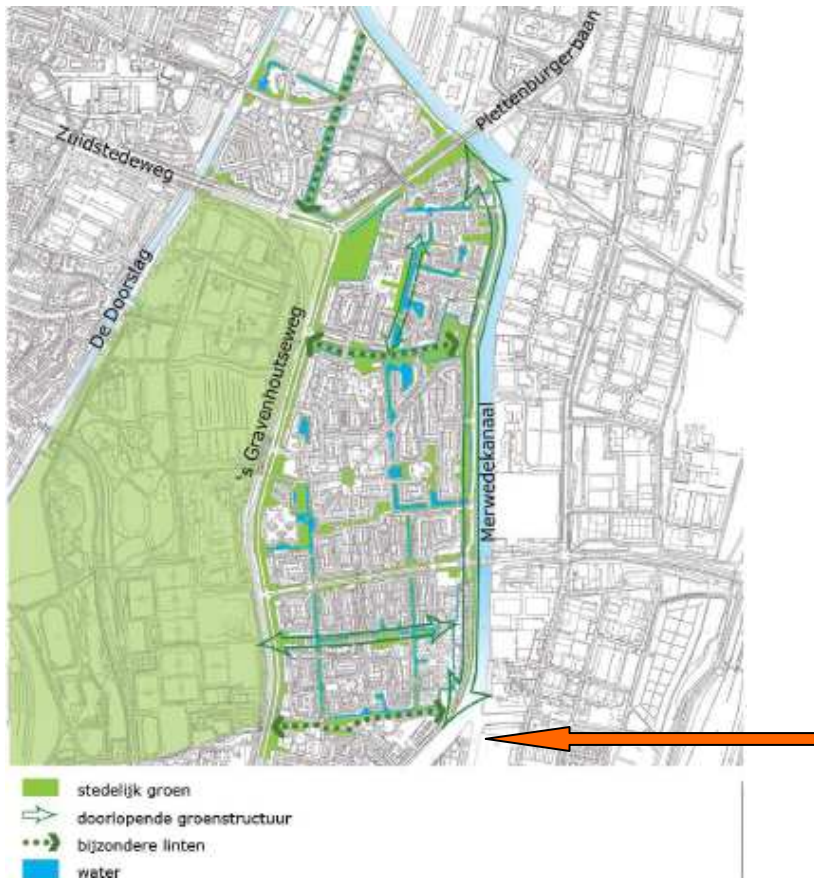 Plettenburgerbaan
Zuidstedeweg
De Doorslag
's Gravenhoutseweg
Merwedekanaal
stedelijk groen
doorlopende groenstructuur
bijzondere linten
water